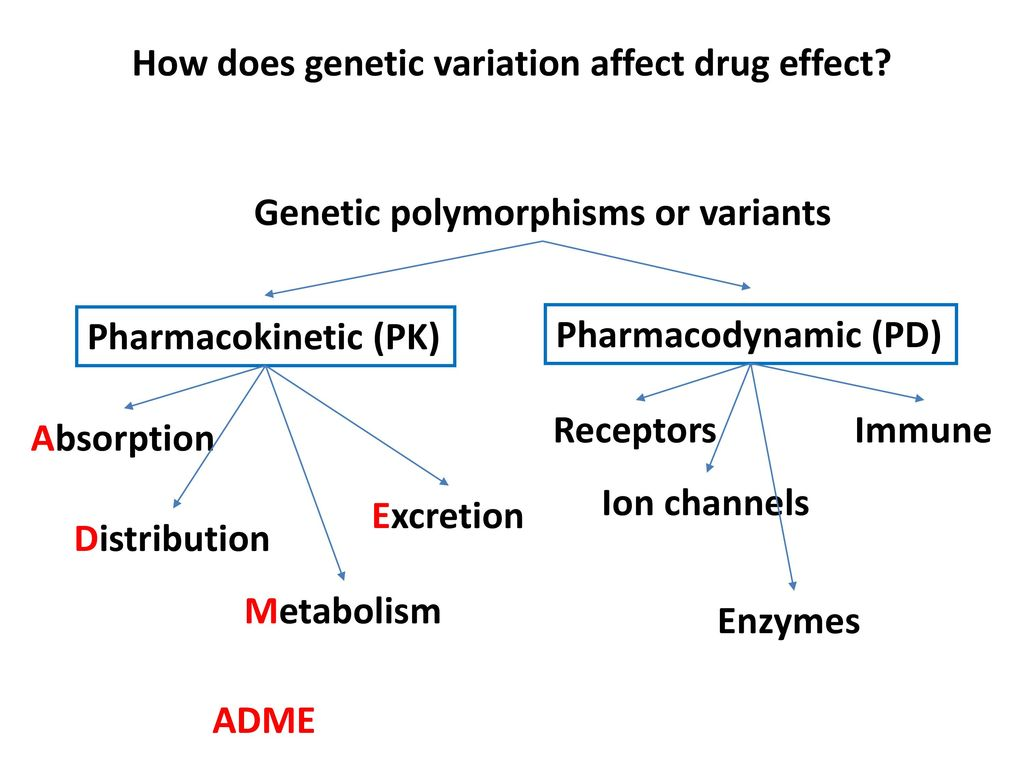 How does genetic variation affect drug effect?
Genetic polymorphisms or variants
Pharmacokinetic (PK)
Absorption
Distribution
Metabolism
Excretion
ADME
Pharmacodynamic (PD)
Receptors
Ion channels
Enzymes
Immune